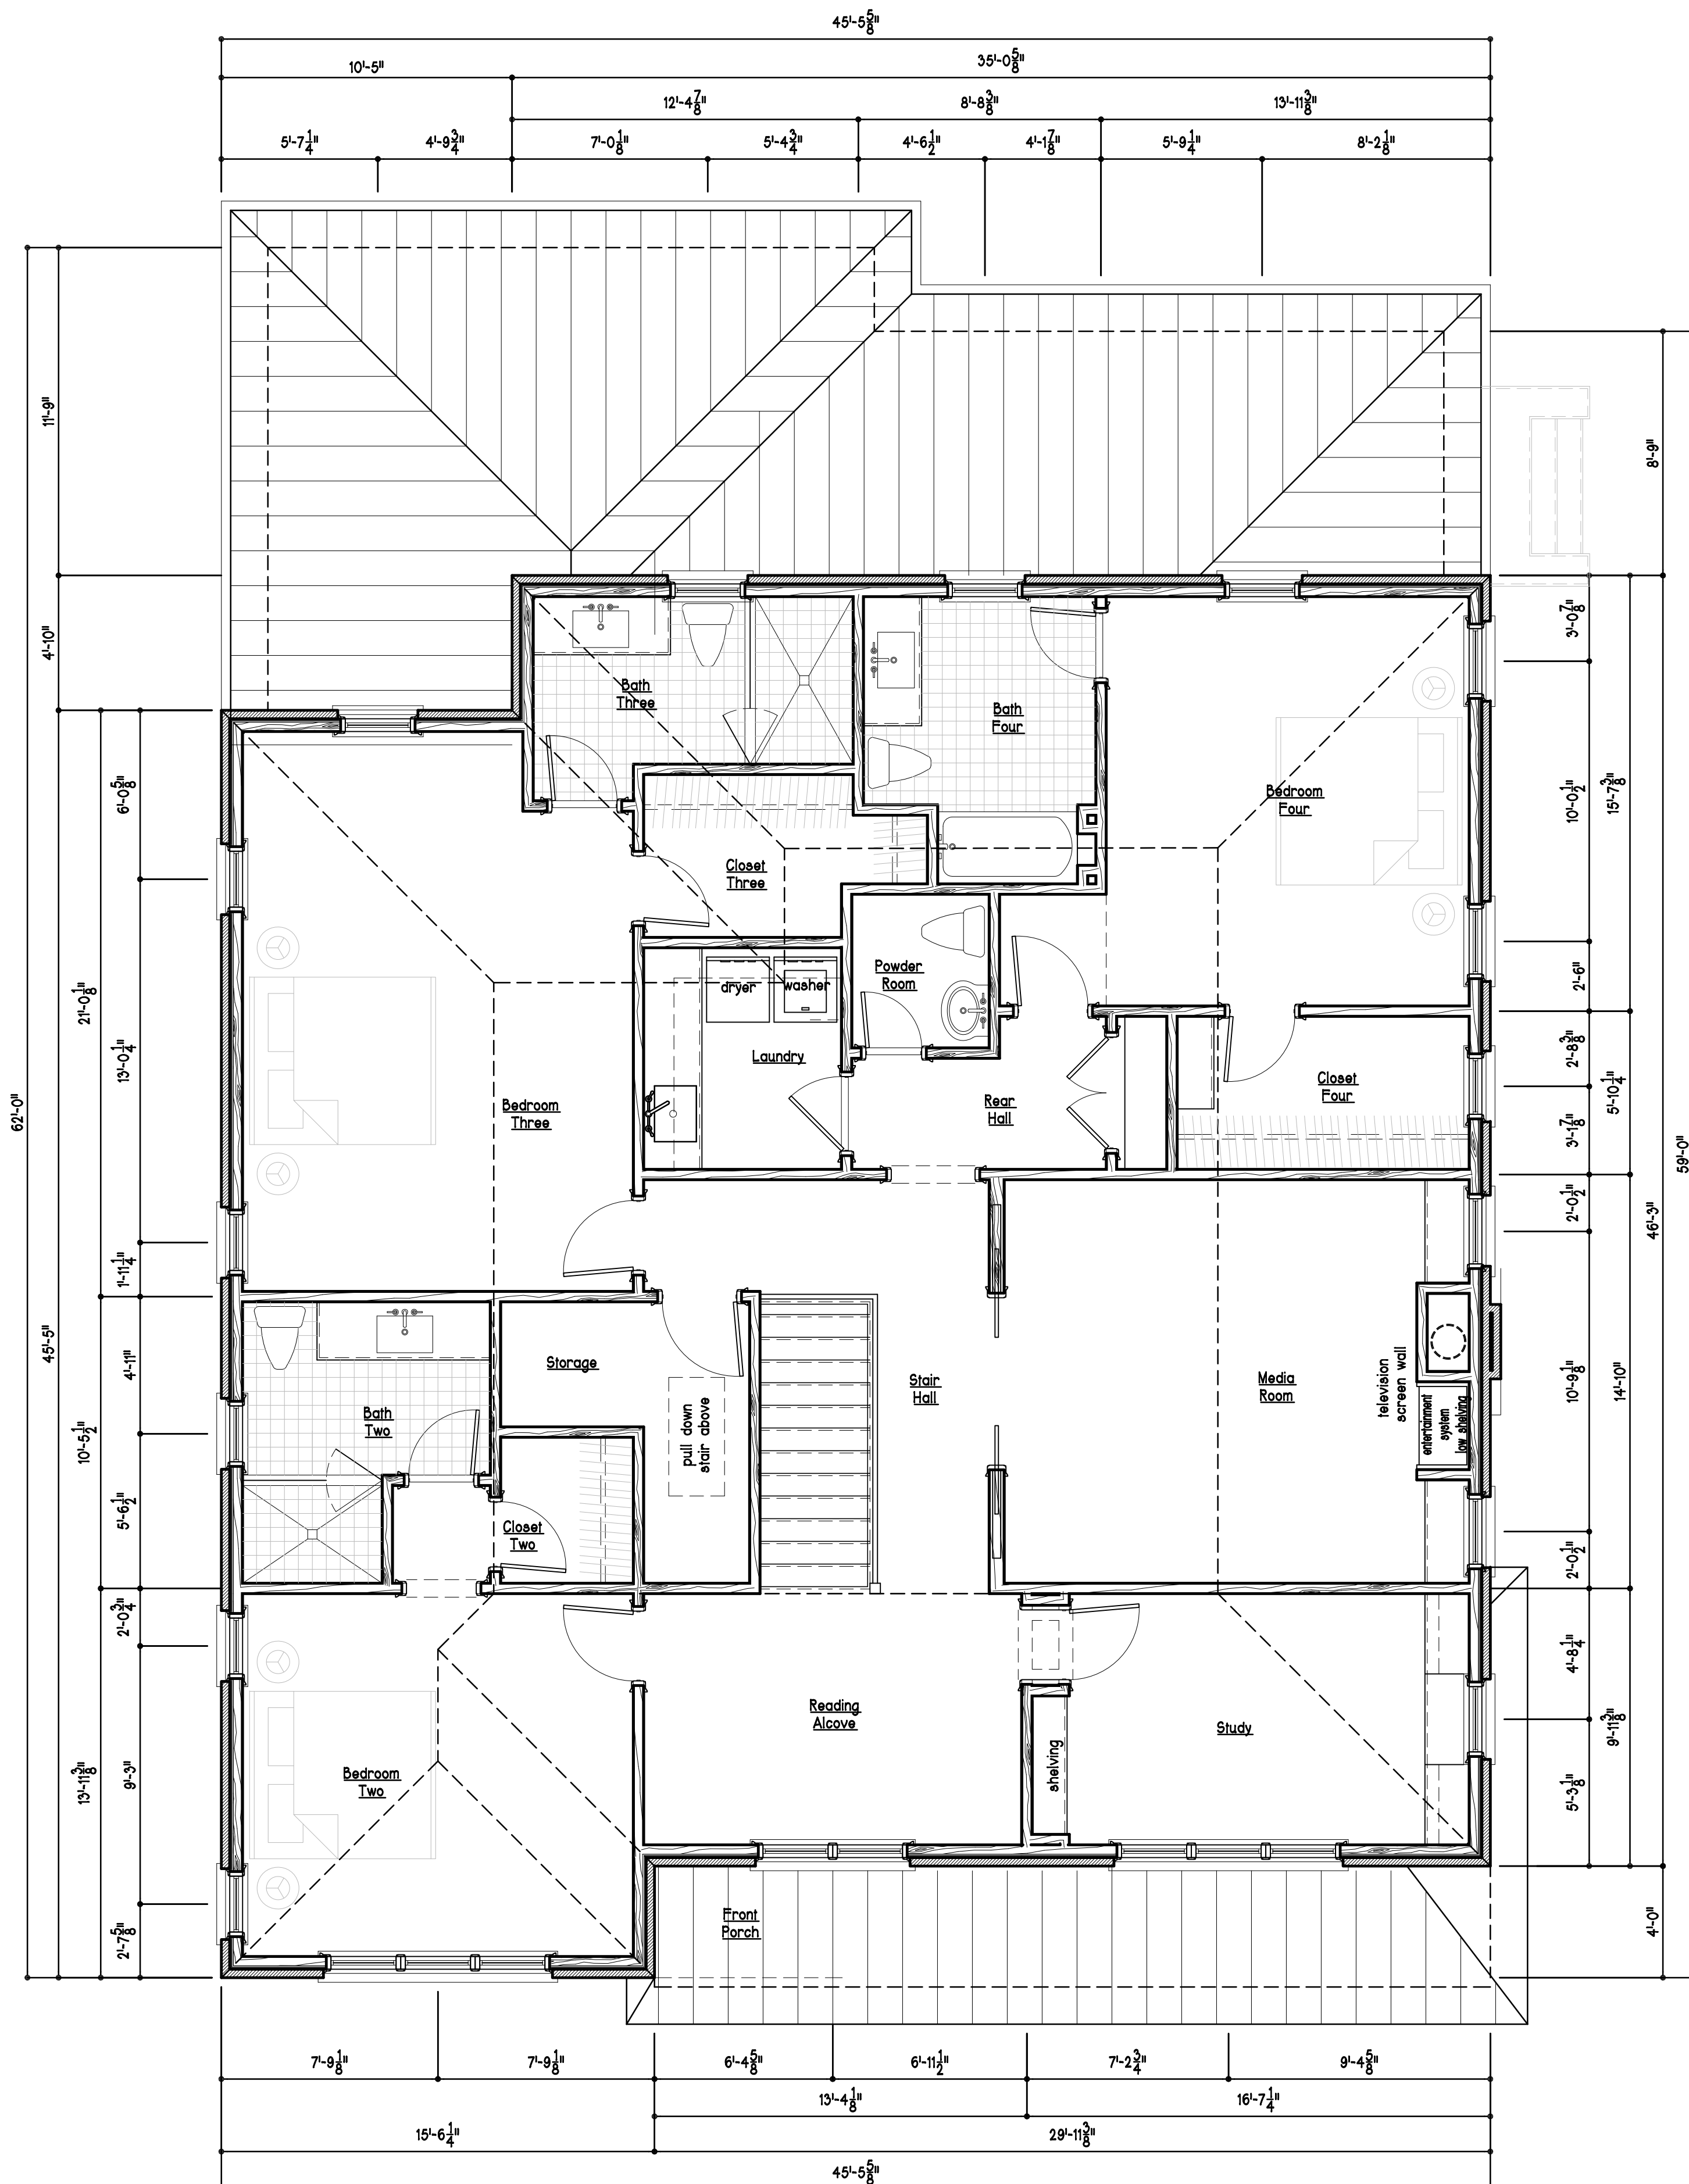 45'-5 5/8"
10'-5"
35'-0 5/8"
12'-4 7/8"
8'-8 3/8"
13'-11 3/8"
5'-7 1/4"
4'-9 3/4"
7'-0 1/8"
5'-4 3/4"
4'-6 1/2"
4'-1 7/8"
5'-9 1/4"
8'-2 1/8"
62'-0"
11'-9"
4'-10"
45'-5"
21'-0 1/8"
10'-5 1/2"
13'-11 3/8"
6'-0 5/8"
13'-0 1/4"
1'-11 1/4"
4'-11"
5'-6 1/2"
2'-0 3/4"
9'-3"
2'-7 5/8"
Bath
Three
Bath
Four
Bedroom
Four
Closet
Three
Powder
Room
dryer
washer
Laundry
Bedroom
Three
Rear
Hall
Closet
Four
Storage
pull down
stair above
Stair
Hall
Media
Room
television
screen wall
entertainment
system
low shelving
Bath
Two
Closet
Two
Reading
Alcove
shelving
Study
Bedroom
Two
Front
Porch
3'-0 7/8"
10'-0 1/2"
2'-6"
2'-8 3/8"
3'-1 7/8"
2'-0 1/2"
10'-9 1/8"
2'-0 1/2"
4'-8 1/4"
5'-3 1/8"
15'-7 3/8"
5'-10 1/4"
14'-10"
9'-11 3/8"
8'-9"
46'-3"
4'-0"
59'-0"
7'-9 1/8"
7'-9 1/8"
6'-4 5/8"
6'-11 1/2"
7'-2 3/4"
9'-4 5/8"
13'-4 1/8"
16'-7 1/4"
15'-6 1/4"
29'-11 3/8"
45'-5 5/8"